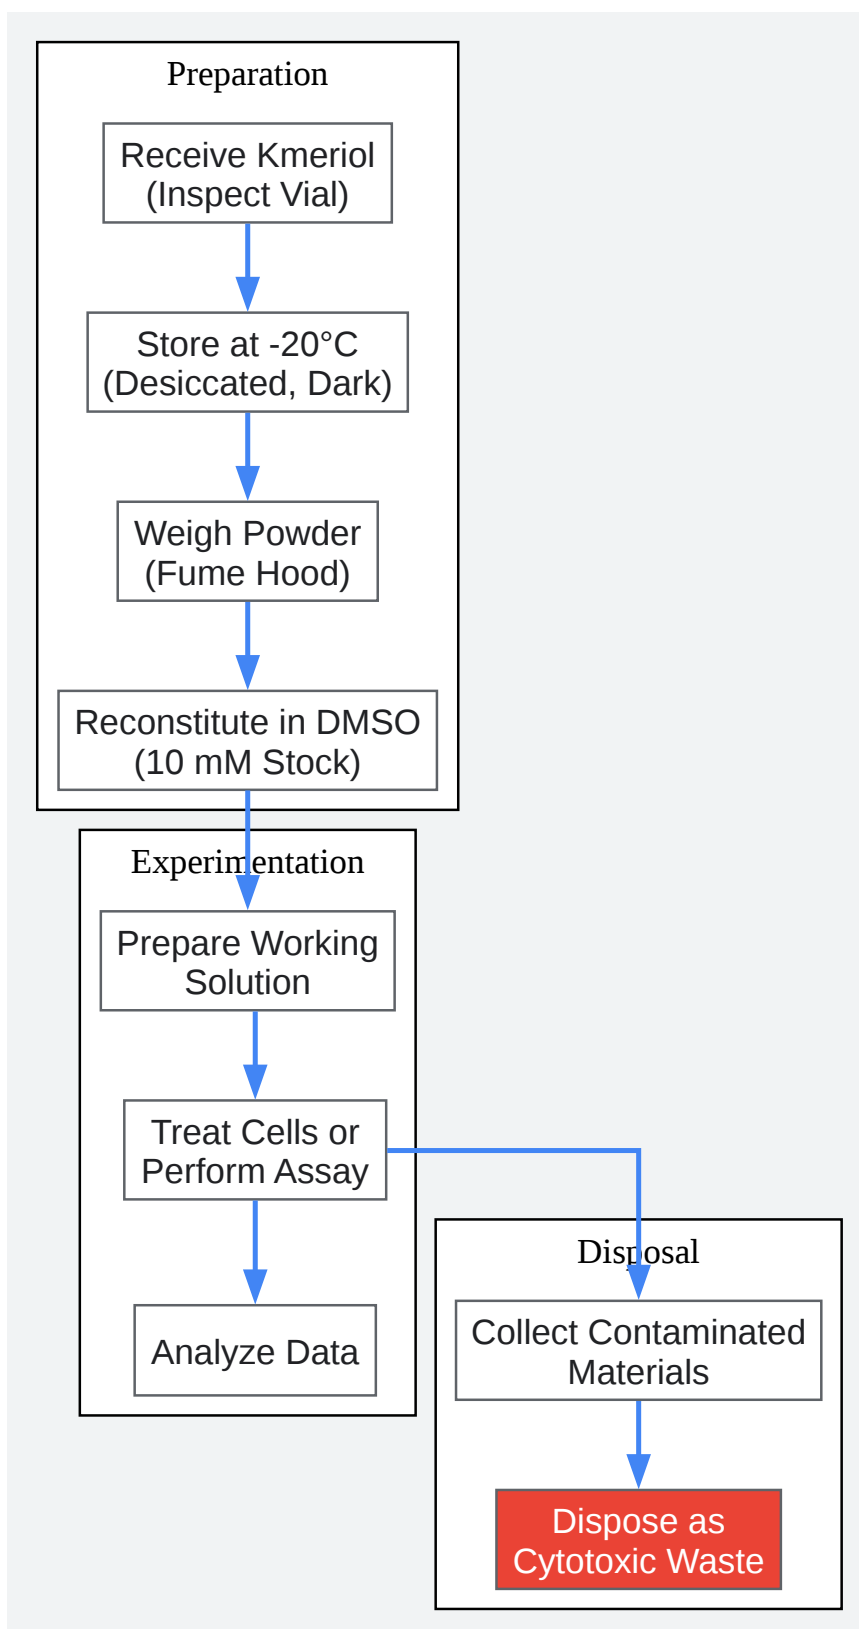 Preparation
Receive Kmeriol
(Inspect Vial)
Store at -20°C
(Desiccated, Dark)
Weigh Powder
(Fume Hood)
Reconstitute in DMSO
(10 mM Stock)
Experimentation
Prepare Working
Solution
Treat Cells or
Perform Assay
Analyze Data
Disposal
Collect Contaminated
Materials
Dispose as
Cytotoxic Waste